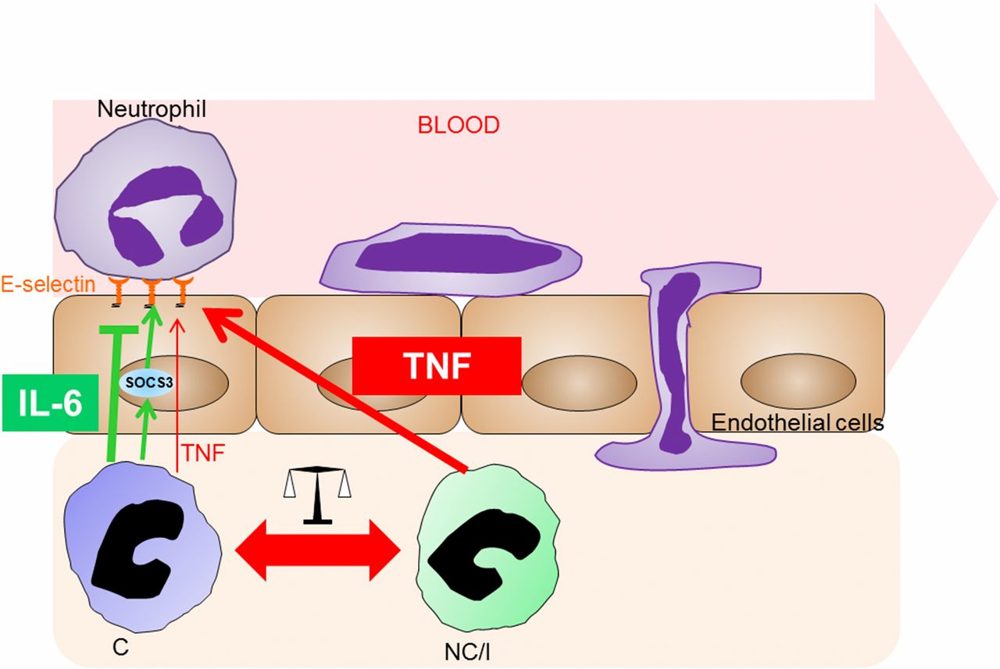 Neutrophil
BLOOD
E-selectin
TNF
SOCS3
IL-6
Endothelial cells
TNF
C
NC/I